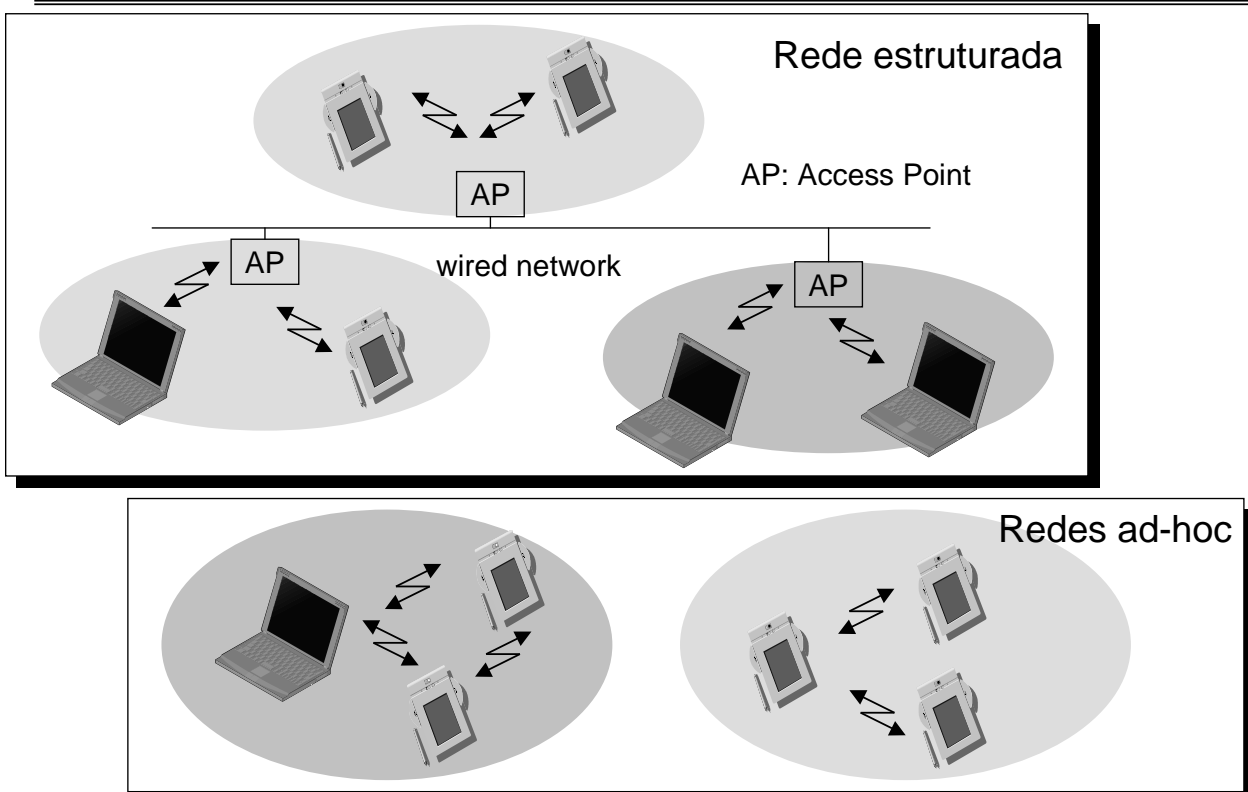 Rede estruturada
AP: Access Point
AP
AP
wired network
AP
Redes ad-hoc